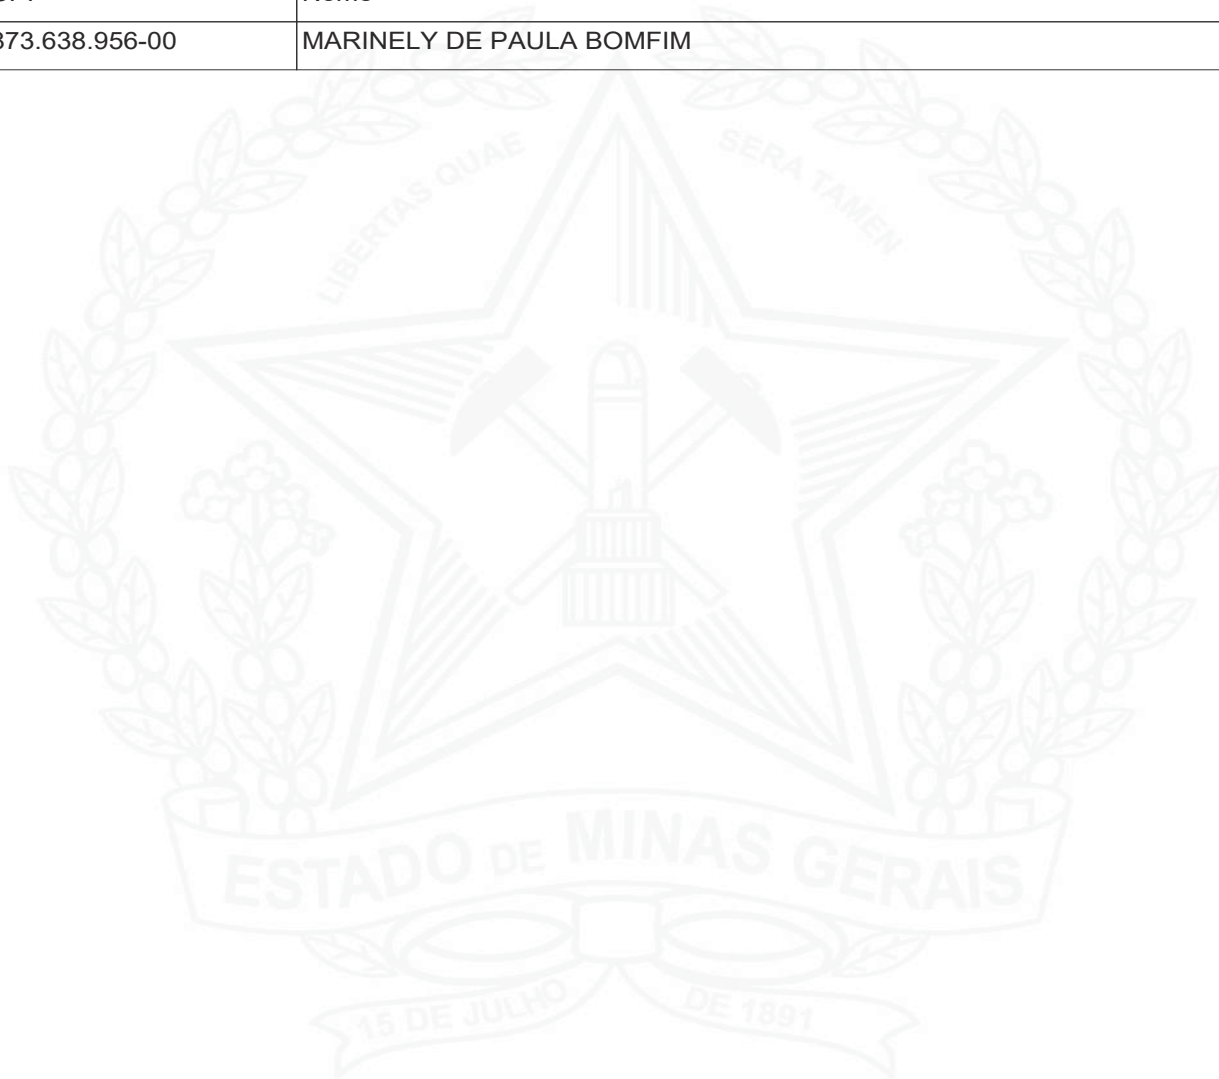 373.638.956-00 MARINELY DE PAULA BOMFIM
LIBERTAS QUAE SERA TAMEN
ESTADO DE MINAS GERAIS
15 DE JULHO DE 1891